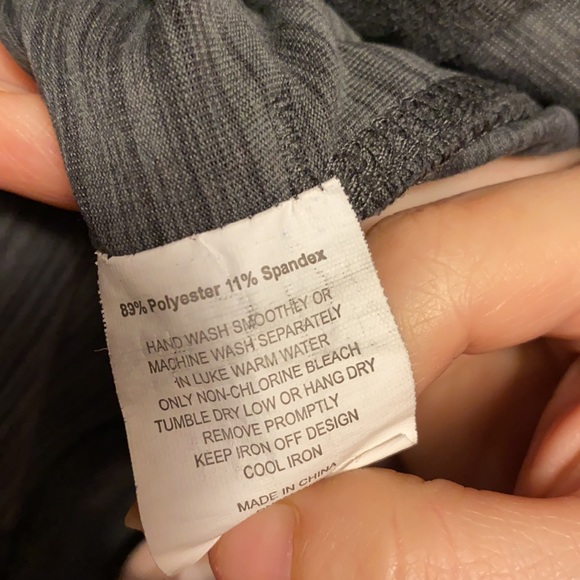 89% Polyester 11% Spandex
HAND WASH SMOOTHLY OR
MACHINE WASH SEPARATELY
IN LUKE WARM WATER
ONLY NON-CHLORINE BLEACH
TUMBLE DRY LOW OR HANG DRY
REMOVE PROMPTLY
KEEP IRON OFF DESIGN
COOL IRON
MADE IN CHINA